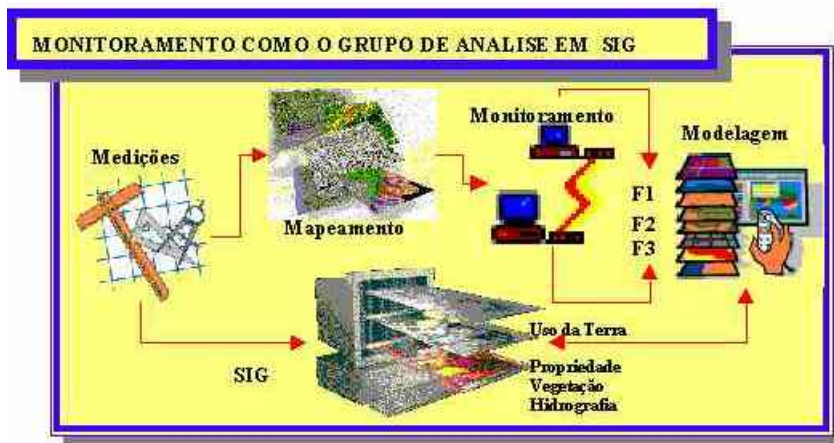 MONITORAMENTO COMO O GRUPO DE ANALISE EM SIG
Medições
Mapeamento
Monitoramento
Modelagem
F1
F2
F3
SIG
Uso da Terra
Propriedade
Vegetação
Hidrografia